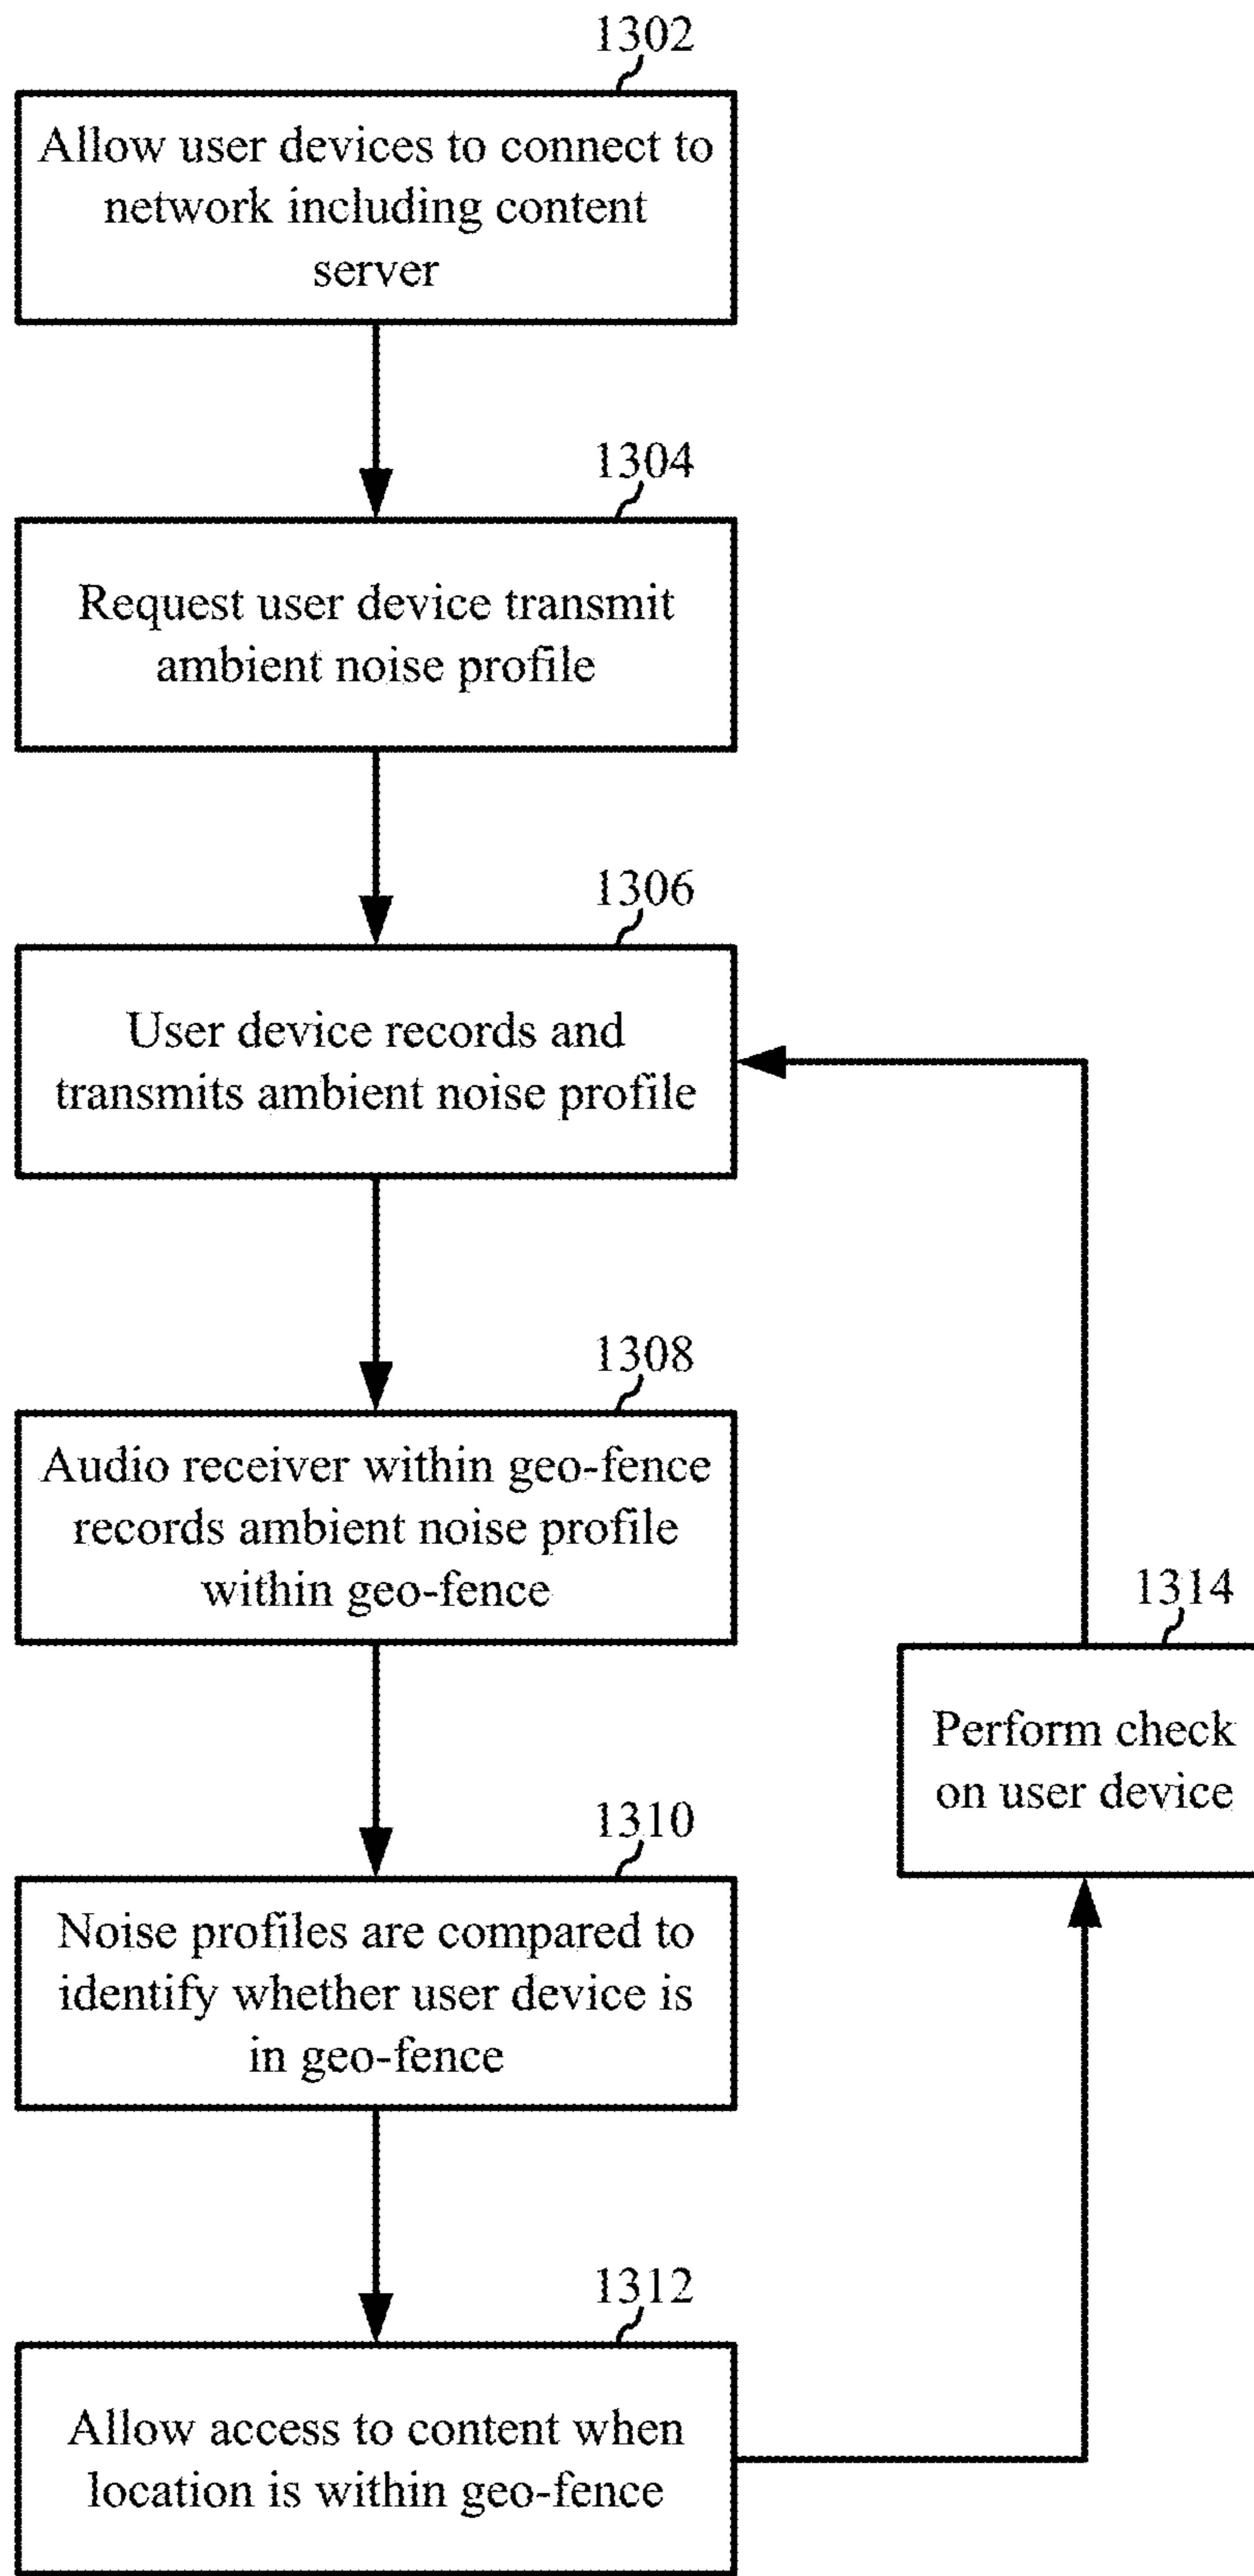 1302
Allow user devices to connect to
network including content
server
1304
Request user device transmit
ambient noise profile
1306
User device records and
transmits ambient noise profile
1308
Audio receiver within geo-fence
records ambient noise profile
within geo-fence
1310
Noise profiles are compared to
identify whether user device is
in geo-fence
1312
Allow access to content when
location is within geo-fence
1314
Perform check
on user device